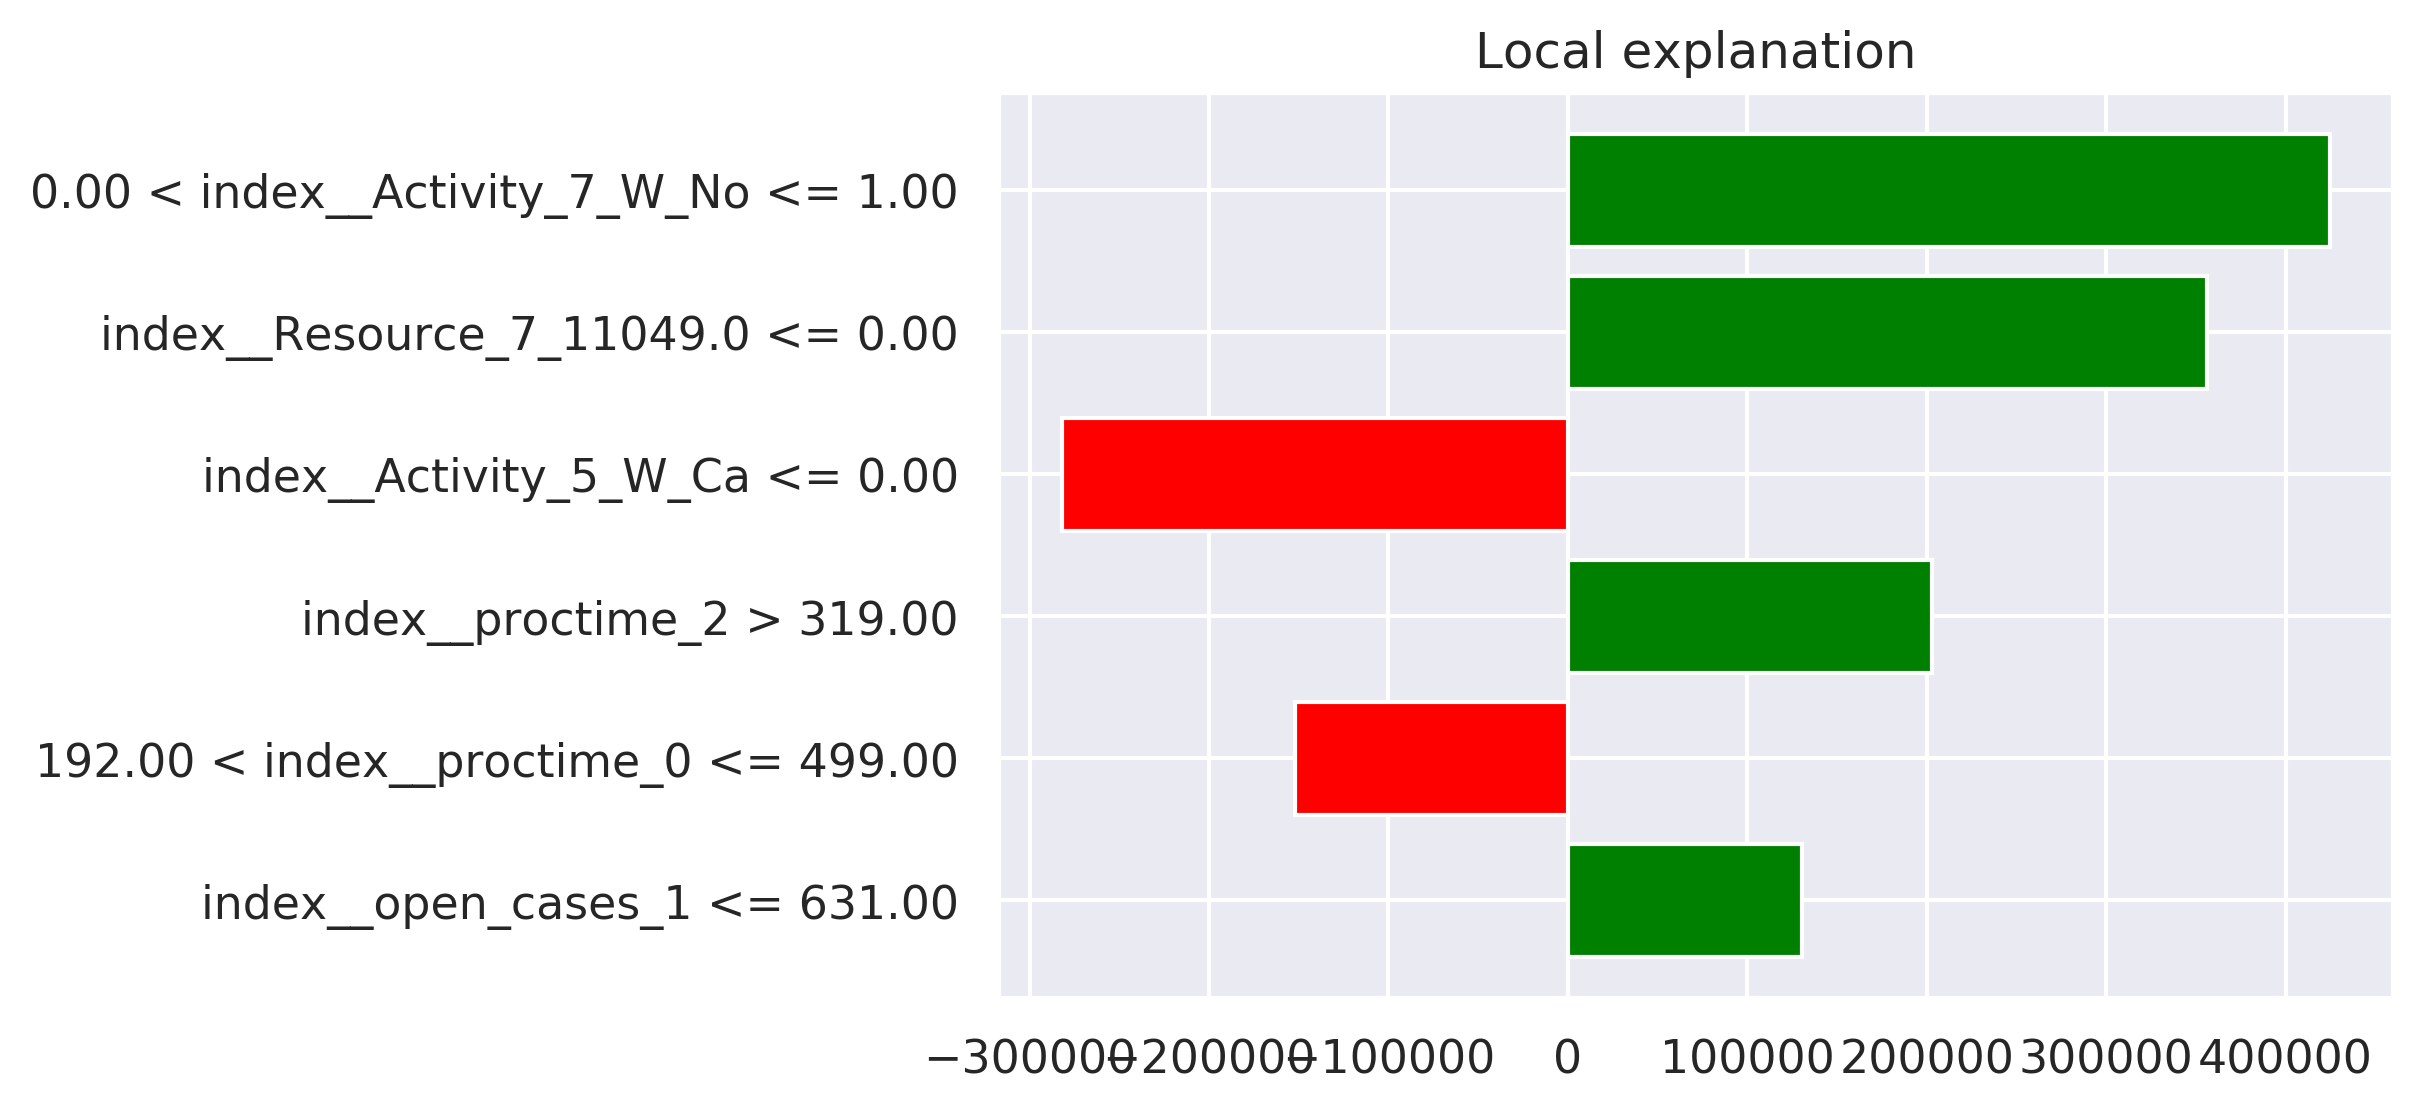 Local explanation
0.00 < index__Activity_7_W_No <= 1.00
index__Resource_7_11049.0 <= 0.00
index__Activity_5_W_Ca <= 0.00
index__proctime_2 > 319.00
192.00 < index__proctime_0 <= 499.00
index__open_cases_1 <= 631.00
−300000 −200000 −100000 0 100000 200000 300000 400000